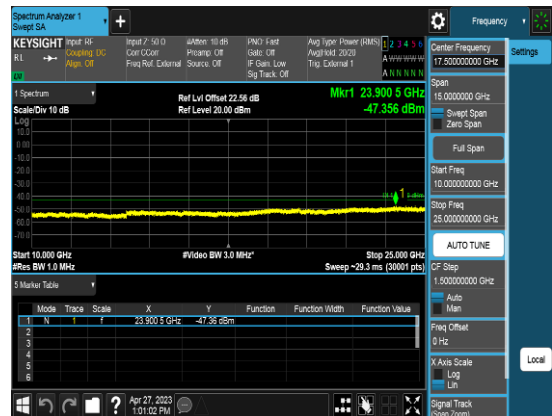 Spectrum Analyzer 1
Swept SA
Frequency
KEYSIGHT
Input: RF
Coupling: DC
Align: Off
Input Z: 50 Ω
Corr CCorr
Freq Ref: External
#Atten: 10 dB
Preamp: Off
Source: Off
PNO: Fast
Gate: Off
IF Gain: Low
Sig Track: Off
Avg Type: Power (RMS)
Avg|Hold: 20/20
Trig: External 1
1 2 3 4 5 6
A W W W W W
A N N N N N
RL
Center Frequency
17.500000000 GHz
Settings
Span
15.0000000 GHz
Swept Span
Zero Span
Full Span
Start Freq
10.000000000 GHz
Stop Freq
25.000000000 GHz
AUTO TUNE
CF Step
1.500000000 GHz
Auto
Man
Freq Offset
0 Hz
X Axis Scale
Log
Lin
Local
Signal Track
(Span Zoom)
1 Spectrum
Scale/Div 10 dB
Ref Lvl Offset 22.56 dB
Ref Level 20.00 dBm
Mkr1 23.900 5 GHz
-47.356 dBm
Log
10.0
0.00
-10.0
-20.0
-30.0
-40.0
-50.0
-60.0
-70.0
1
Start 10.000 GHz
#Res BW 1.0 MHz
#Video BW 3.0 MHz*
Stop 25.000 GHz
Sweep ~29.3 ms (30001 pts)
5 Marker Table
Mode Trace Scale X Y Function Function Width Function Value
1 N 1 f 23.900 5 GHz -47.36 dBm
2
3
4
5
6
?
Apr 27, 2023
1:01:02 PM